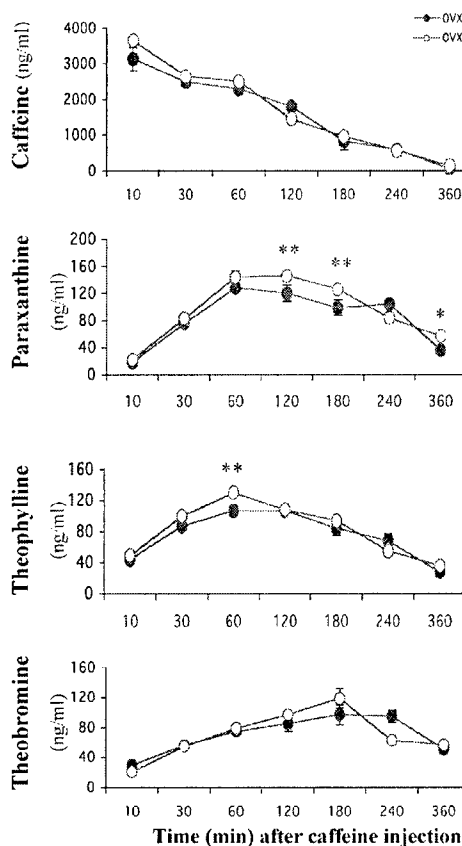 OVX
OVX
Caffeine (ng/ml)
4000
3000
2000
1000
0
10 30 60 120 180 240 360
Paraxanthine
(ng/ml)
200
160
120
80
40
0
** ** *
10 30 60 120 180 240 360
Theophylline
(ng/ml)
160
120
80
40
0
**
10 30 60 120 180 240 360
Theobromine
(ng/ml)
160
120
80
40
0
10 30 60 120 180 240 360
Time (min) after caffeine injection